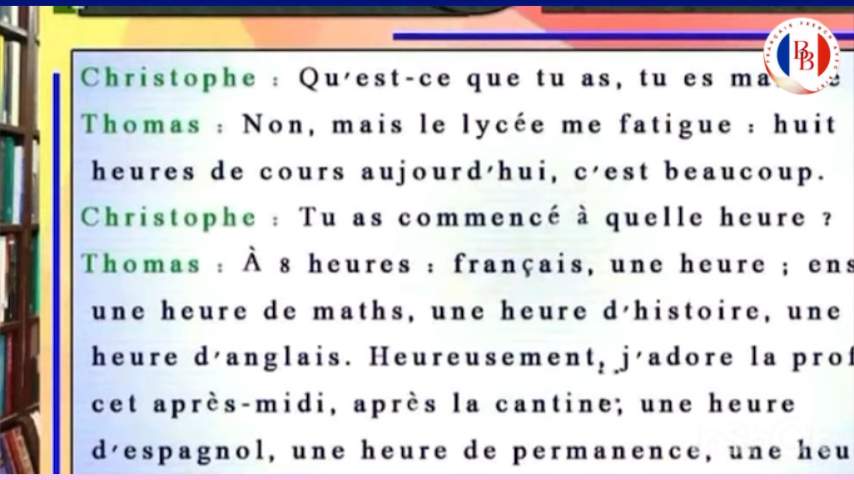 Christophe : Qu'est-ce que tu as, tu es
Thomas : Non, mais le lycée me fatigue : huit
heures de cours aujourd'hui, c'est beaucoup.
Christophe : Tu as commencé à quelle heure ?
Thomas : À 8 heures : français, une heure ; ens
une heure de maths, une heure d'histoire, une
heure d'anglais. Heureusement, j'adore la prof
cet après-midi, après la cantine; une heure
d'espagnol, une heure de permanence, une heu
BB